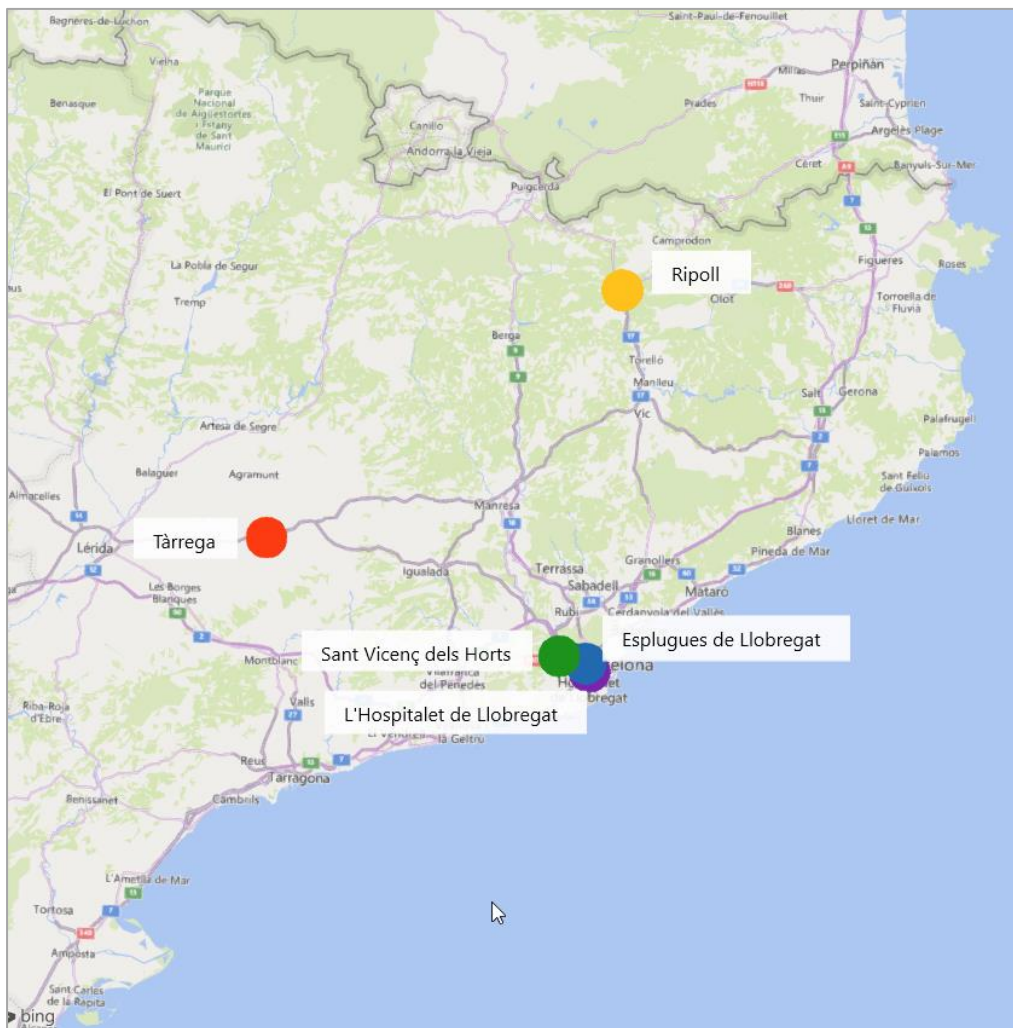 Bagnères-de-Luchon
Saint-Paul-de-Fenouillet
Vielha
Perpiñán
Millas
Thuir
Parque
Nacional
de Aigüestortes
i Estany
de Sant
Maurici
Benasque
Prades
Saint-Cyprien
Canillo
Argelès Plage
Andorra la Vieja
Céret
Banyuls-Sur-Mer
El Pont de Suert
Puigcerdà
Camprodon
La Pobla de Segur
Ripoll
Figueres
Roses
Olot
Tremp
Torroella de
Fluvià
Berga
Torelló
Manlleu
Salt
Gerona
Vic
Palafrugell
Artesa de Segre
Palamos
Balaguer
Agramunt
Sant Feliu
de Guíxols
Almacelles
Manresa
Lloret de Mar
Blanes
Tàrrega
Lérida
Pineda de Mar
Granollers
Igualada
Terrassa
Sabadell
Les Borges
Blanques
Mataró
Rubí
Cerdanyola del Vallès
Esplugues de Llobregat
Sant Vicenç dels Horts
Montblanc
Vilafranca
del Penedès
L'Hospitalet de Llobregat
Valls
Riba-Roja
d'Ebre
la Geltrú
Reus
Tarragona
Cambrils
Benissanet
L'Ametlla de Mar
Tortosa
Amposta
Sant Carles
de la Rapita
bing